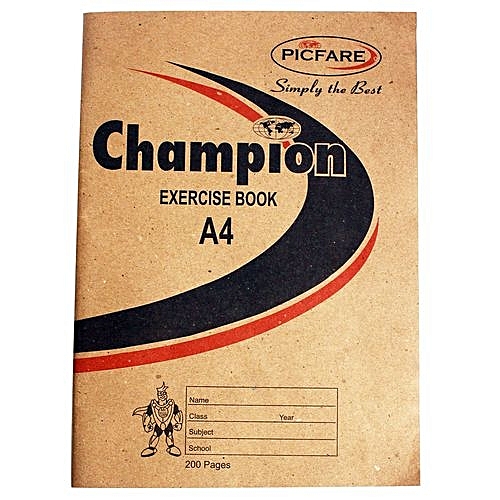 PICFARE
Simply the Best
Champion
EXERCISE BOOK
A4
Name
Class Year
Subject
School
200 Pages